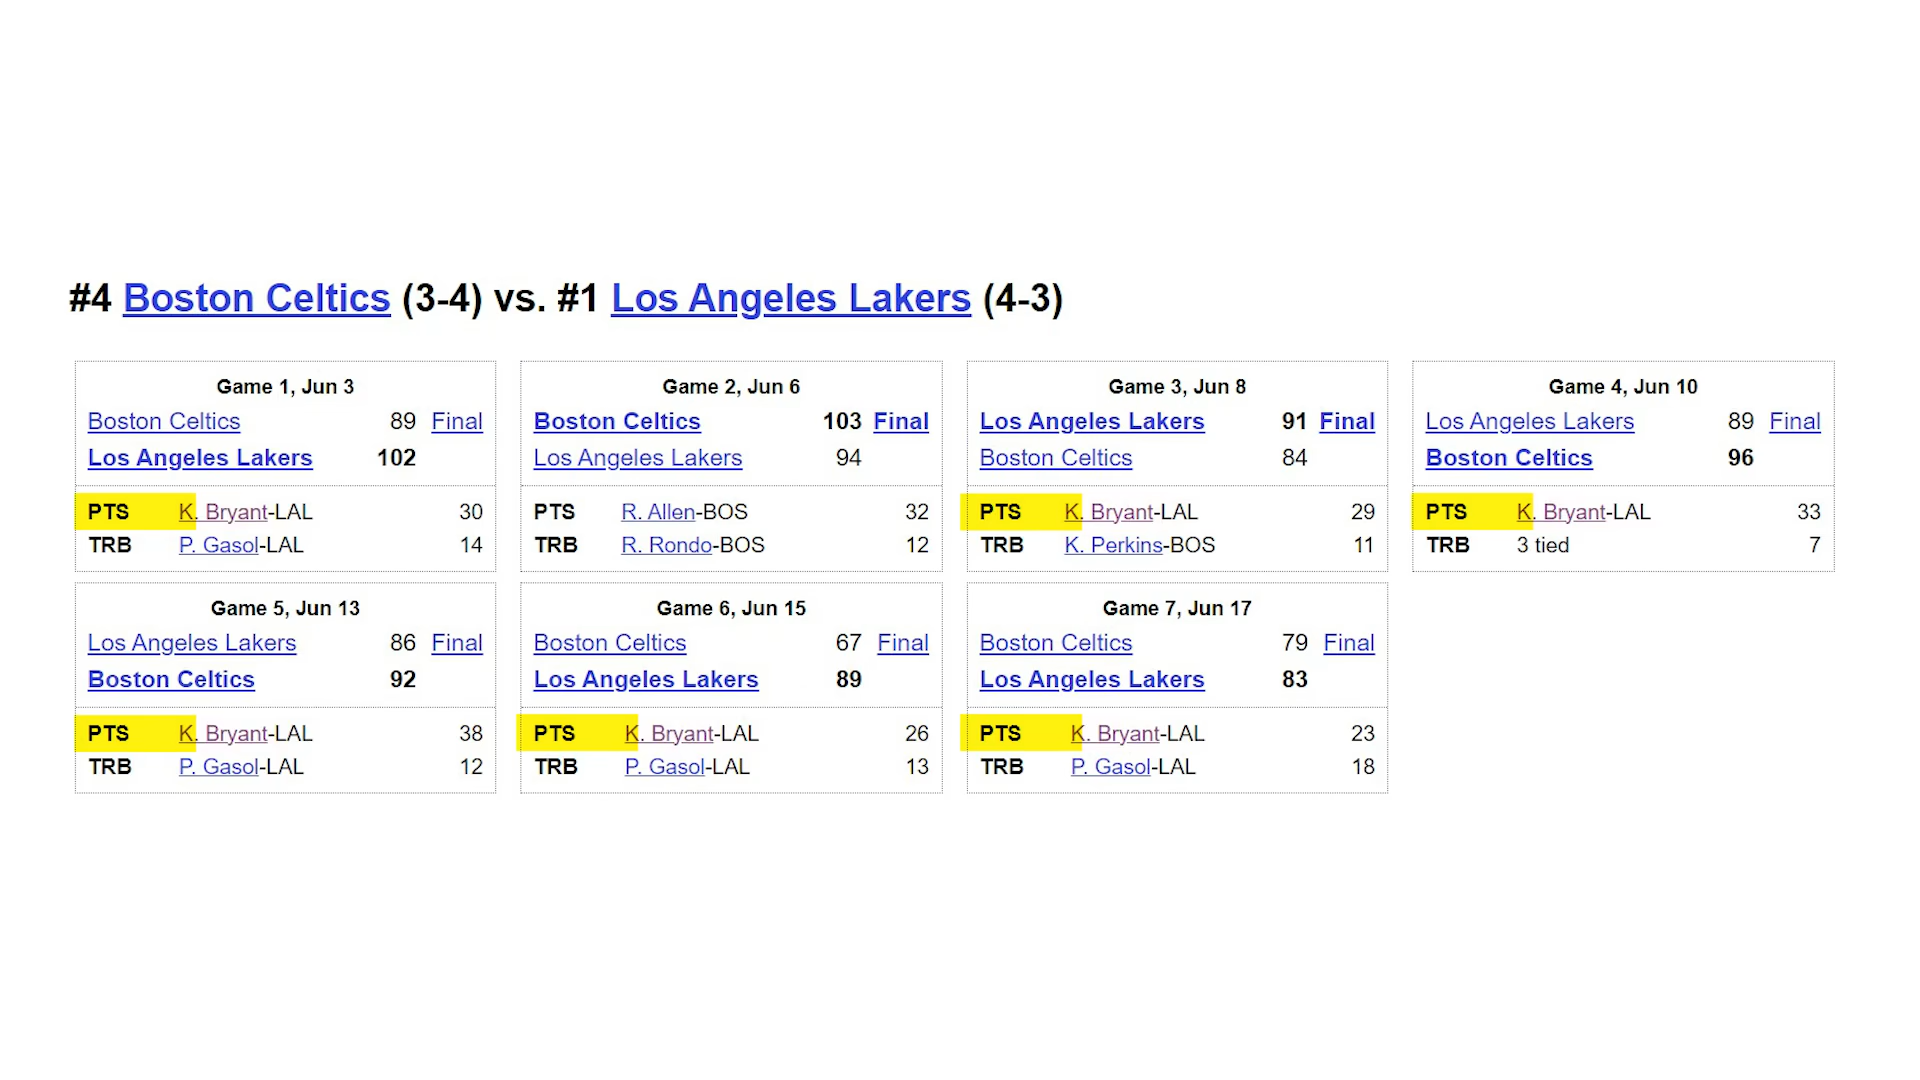 #4 Boston Celtics (3-4) vs. #1 Los Angeles Lakers (4-3)
Game 1, Jun 3
Boston Celtics 89 Final
Los Angeles Lakers 102
PTS K. Bryant-LAL 30
TRB P. Gasol-LAL 14
Game 2, Jun 6
Boston Celtics 103 Final
Los Angeles Lakers 94
PTS R. Allen-BOS 32
TRB R. Rondo-BOS 12
Game 3, Jun 8
Los Angeles Lakers 91 Final
Boston Celtics 84
PTS K. Bryant-LAL 29
TRB K. Perkins-BOS 11
Game 4, Jun 10
Los Angeles Lakers 89 Final
Boston Celtics 96
PTS K. Bryant-LAL 33
TRB 3 tied 7
Game 5, Jun 13
Los Angeles Lakers 86 Final
Boston Celtics 92
PTS K. Bryant-LAL 38
TRB P. Gasol-LAL 12
Game 6, Jun 15
Boston Celtics 67 Final
Los Angeles Lakers 89
PTS K. Bryant-LAL 26
TRB P. Gasol-LAL 13
Game 7, Jun 17
Boston Celtics 79 Final
Los Angeles Lakers 83
PTS K. Bryant-LAL 23
TRB P. Gasol-LAL 18